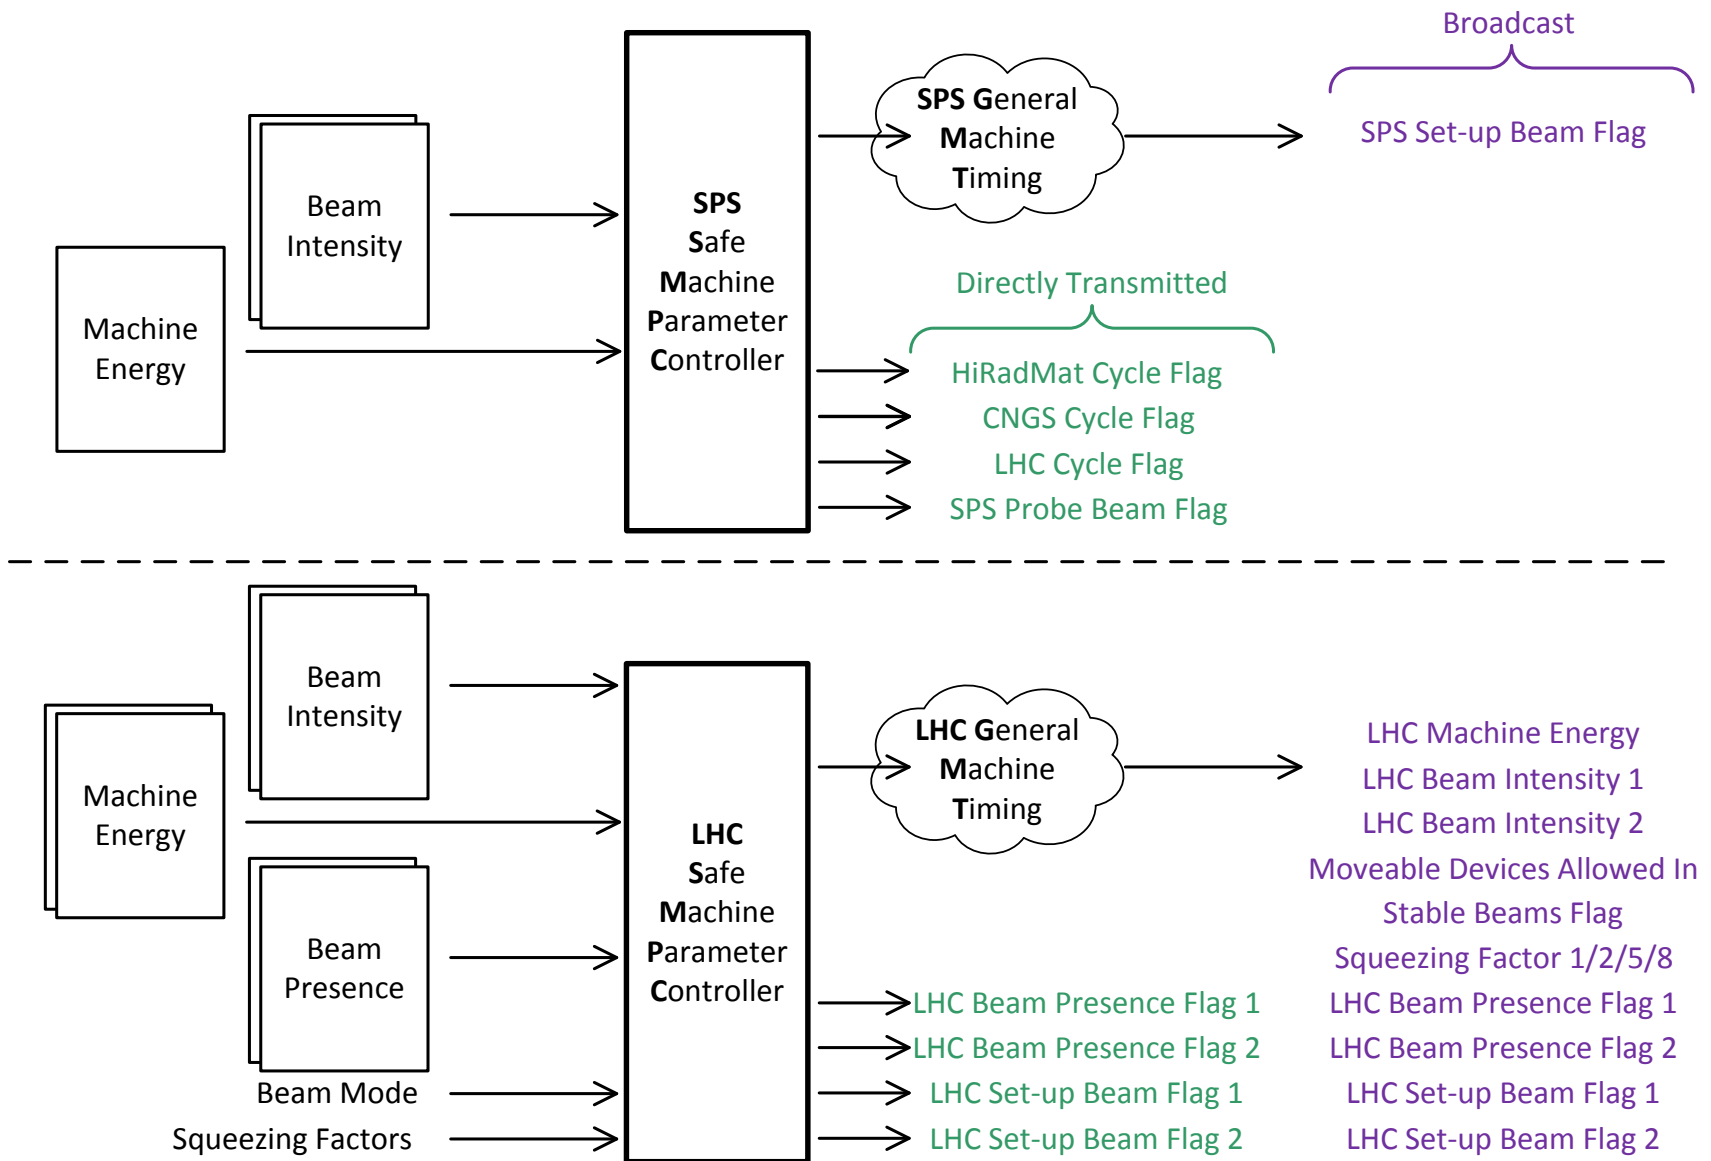 Broadcast
SPS General
Machine
Timing
SPS Set-up Beam Flag
Beam
Intensity
Machine
Energy
SPS
Safe
Machine
Parameter
Controller
Directly Transmitted
HiRadMat Cycle Flag
CNGS Cycle Flag
LHC Cycle Flag
SPS Probe Beam Flag
Beam
Intensity
Machine
Energy
Beam
Presence
Beam Mode
Squeezing Factors
LHC
Safe
Machine
Parameter
Controller
LHC General
Machine
Timing
LHC Beam Presence Flag 1
LHC Beam Presence Flag 2
LHC Set-up Beam Flag 1
LHC Set-up Beam Flag 2
LHC Machine Energy
LHC Beam Intensity 1
LHC Beam Intensity 2
Moveable Devices Allowed In
Stable Beams Flag
Squeezing Factor 1/2/5/8
LHC Beam Presence Flag 1
LHC Beam Presence Flag 2
LHC Set-up Beam Flag 1
LHC Set-up Beam Flag 2